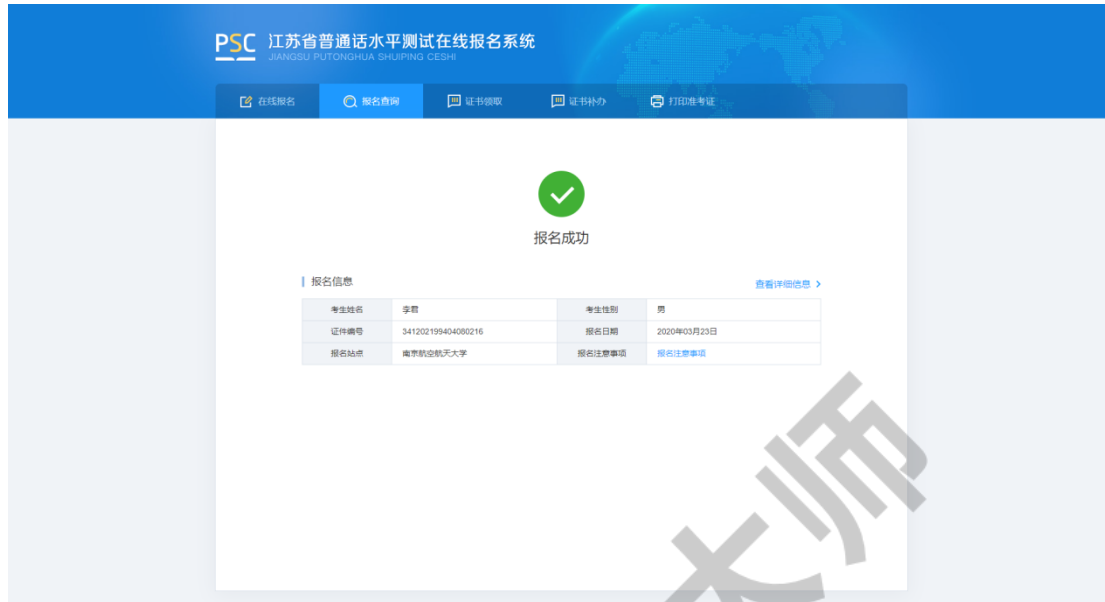 PSC 江苏省普通话水平测试在线报名系统
JIANGSU PUTONGHUA SHUIPING CESHI
在线报名 报名查询 证书领取 证书补办 打印准考证
报名成功
报名信息 查看详细信息 >
考生姓名 李君 考生性别 男
证件编号 341202199404080216 报名日期 2020年03月23日
报名站点 南京航空航天大学 报名注意事项 报名注意事项
大师